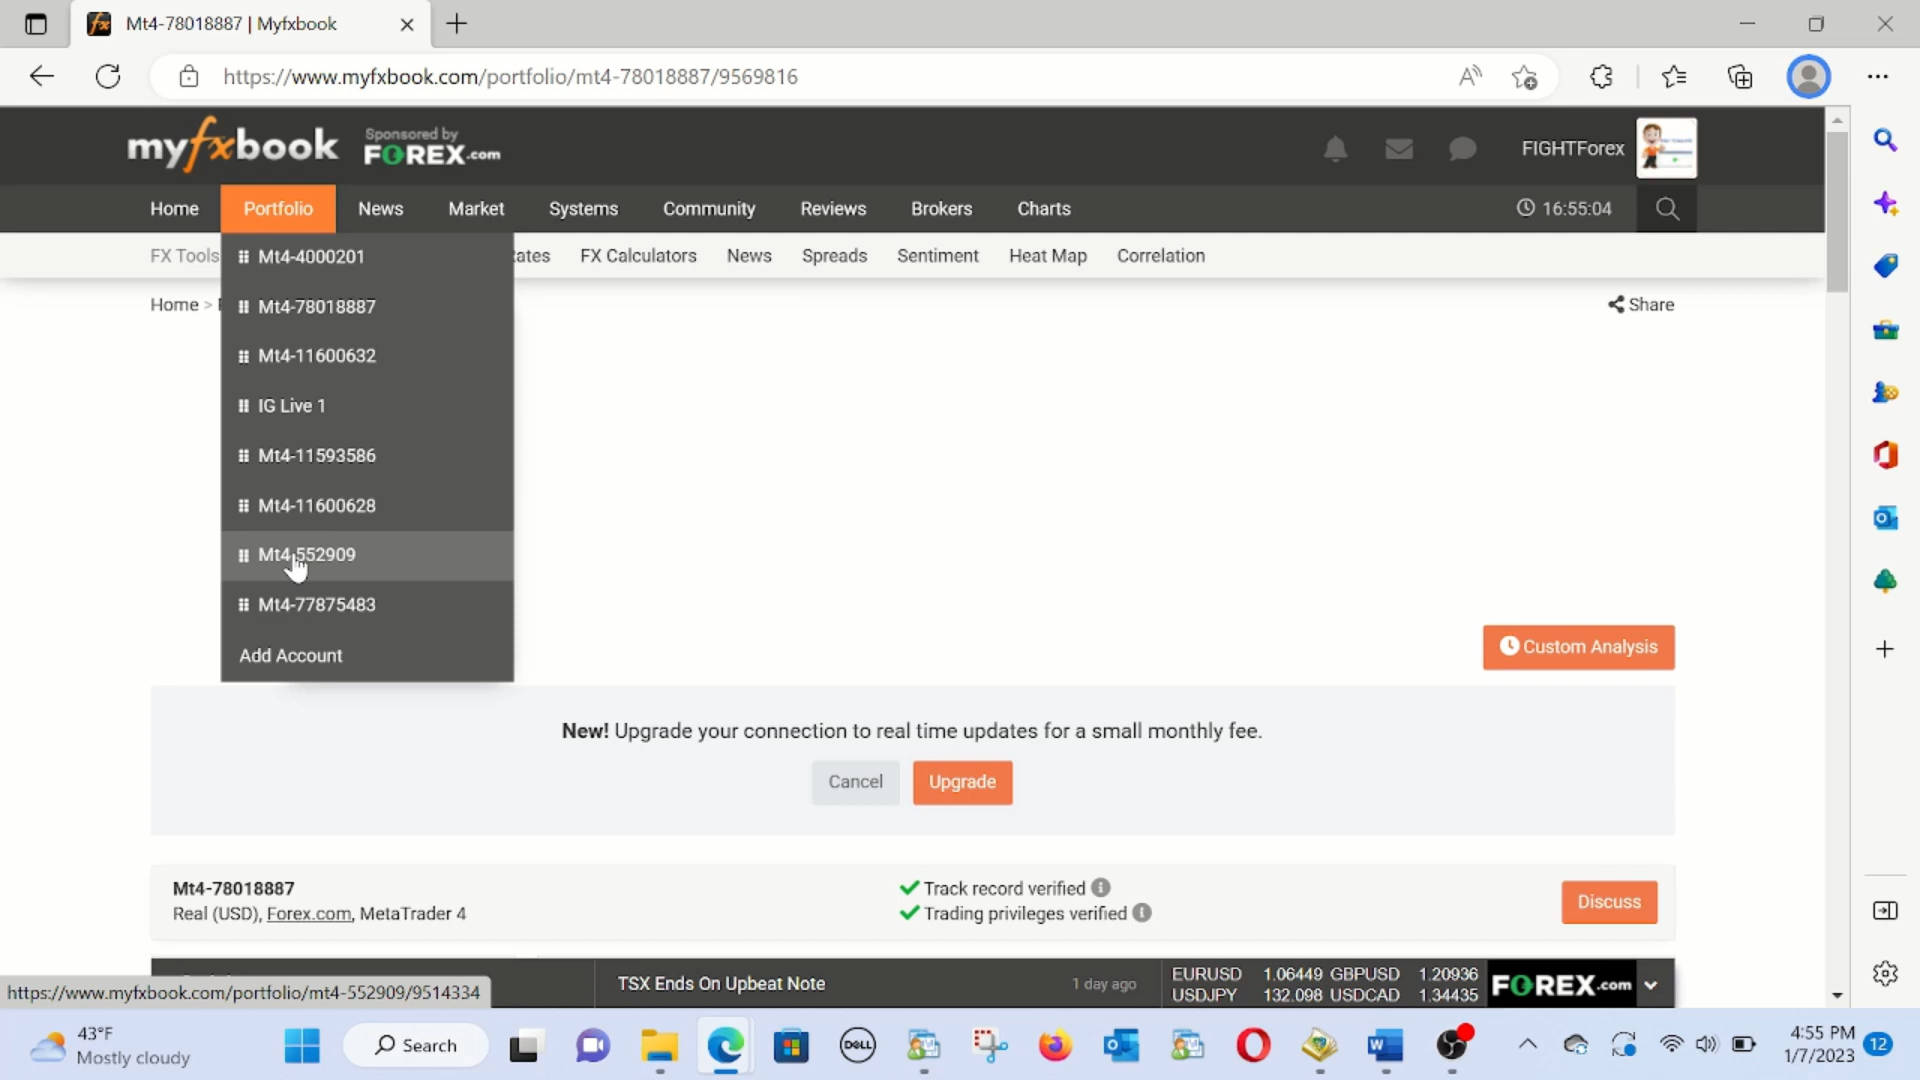 Mt4-78018887 | Myfxbook
https://www.myfxbook.com/portfolio/mt4-78018887/9569816
myfxbook Sponsored by FOREX.com
FIGHTForex
Home Portfolio News Market Systems Community Reviews Brokers Charts 16:55:04
FX Tools ates FX Calculators News Spreads Sentiment Heat Map Correlation
Home >
Share
Mt4-4000201
Mt4-78018887
Mt4-11600632
IG Live 1
Mt4-11593586
Mt4-11600628
Mt4-552909
Mt4-77875483
Add Account
Custom Analysis
New! Upgrade your connection to real time updates for a small monthly fee.
Cancel Upgrade
Mt4-78018887
Real (USD), Forex.com, MetaTrader 4
Track record verified
Trading privileges verified
Discuss
TSX Ends On Upbeat Note 1 day ago
EURUSD 1.06449 GBPUSD 1.20936
USDJPY 132.098 USDCAD 1.34435
FOREX.com
https://www.myfxbook.com/portfolio/mt4-552909/9514334
43°F
Mostly cloudy
Search
DELL
4:55 PM
1/7/2023
12